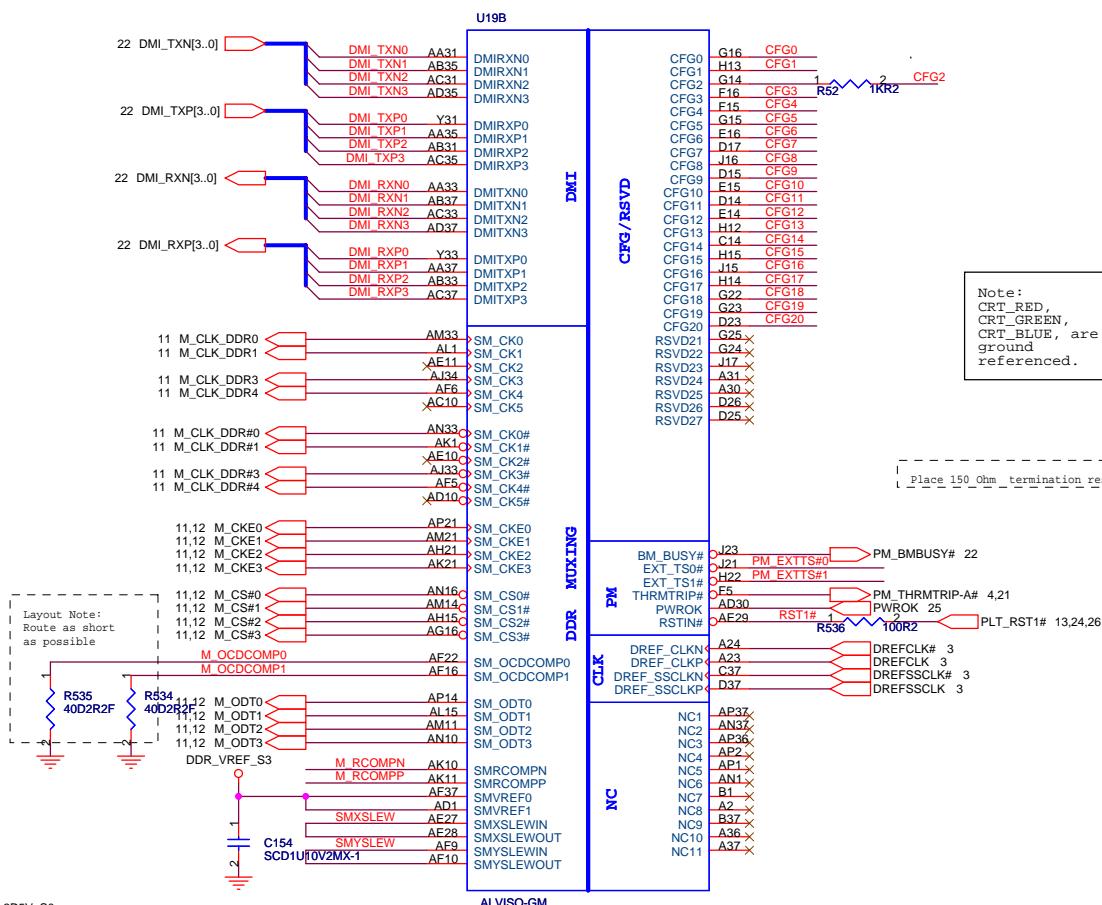 U19B
22 DMI_TXN[3..0]
DMI_TXN0 AA31 DMIRXN0
DMI_TXN1 AB35 DMIRXN1
DMI_TXN2 AC31 DMIRXN2
DMI_TXN3 AD35 DMIRXN3
22 DMI_TXP[3..0]
DMI_TXP0 Y31 DMIRXP0
DMI_TXP1 AA35 DMIRXP1
DMI_TXP2 AB31 DMIRXP2
DMI_TXP3 AC35 DMIRXP3
22 DMI_RXN[3..0]
DMI_RXN0 AA33 DMITXN0
DMI_RXN1 AB37 DMITXN1
DMI_RXN2 AC33 DMITXN2
DMI_RXN3 AD37 DMITXN3
22 DMI_RXP[3..0]
DMI_RXP0 Y33 DMITXP0
DMI_RXP1 AA37 DMITXP1
DMI_RXP2 AB33 DMITXP2
DMI_RXP3 AC37 DMITXP3
DMI
11 M_CLK_DDR0 AM33 SM_CK0
11 M_CLK_DDR1 AL1 SM_CK1
AE11 SM_CK2
11 M_CLK_DDR3 AJ34 SM_CK3
11 M_CLK_DDR4 AF6 SM_CK4
AC10 SM_CK5
11 M_CLK_DDR#0 AN33 SM_CK0#
11 M_CLK_DDR#1 AK1 SM_CK1#
AE10 SM_CK2#
11 M_CLK_DDR#3 AJ33 SM_CK3#
11 M_CLK_DDR#4 AF5 SM_CK4#
AD10 SM_CK5#
11,12 M_CKE0 AP21 SM_CKE0
11,12 M_CKE1 AM21 SM_CKE1
11,12 M_CKE2 AH21 SM_CKE2
11,12 M_CKE3 AK21 SM_CKE3
11,12 M_CS#0 AN16 SM_CS0#
11,12 M_CS#1 AM14 SM_CS1#
11,12 M_CS#2 AH15 SM_CS2#
11,12 M_CS#3 AG16 SM_CS3#
DDR MUXING
Layout Note:
Route as short
as possible
M_OCDCOMP0 AF22 SM_OCDCOMP0
M_OCDCOMP1 AF16 SM_OCDCOMP1
1 R535 40D2R2F 2
1 R534 40D2R2F 2
11,12 M_ODT0 AP14 SM_ODT0
11,12 M_ODT1 AL15 SM_ODT1
11,12 M_ODT2 AM11 SM_ODT2
11,12 M_ODT3 AN10 SM_ODT3
DDR_VREF_S3
M_RCOMPN AK10 SMRCOMPN
M_RCOMPP AK11 SMRCOMPP
AF37 SMVREF0
AD1 SMVREF1
SMXSLEW AE27 SMXSLEWIN
AE28 SMXSLEWOUT
SMYSLEW AF9 SMYSLEWIN
AF10 SMYSLEWOUT
1 C154 SCD1U10V2MX-1 2
CFG/RSVD
CFG0 G16 CFG0
CFG1 H13 CFG1
CFG2 G14 1 R52 1KR2 2 CFG2
CFG3 F16 CFG3
CFG4 F15 CFG4
CFG5 G15 CFG5
CFG6 E16 CFG6
CFG7 D17 CFG7
CFG8 J16 CFG8
CFG9 D15 CFG9
CFG10 E15 CFG10
CFG11 D14 CFG11
CFG12 E14 CFG12
CFG13 H12 CFG13
CFG14 C14 CFG14
CFG15 H15 CFG15
CFG16 J15 CFG16
CFG17 H14 CFG17
CFG18 G22 CFG18
CFG19 G23 CFG19
CFG20 D23 CFG20
RSVD21 G25
RSVD22 G24
RSVD23 J17
RSVD24 A31
RSVD25 A30
RSVD26 D26
RSVD27 D25
Note:
CRT_RED,
CRT_GREEN,
CRT_BLUE, are
ground
referenced.
Place 150 Ohm termination re
PM
BM_BUSY# J23 PM_BMBUSY# 22
EXT_TS0# J21 PM_EXTTS#0
EXT_TS1# H22 PM_EXTTS#1
THRMTRIP# F5 PM_THRMTRIP-A# 4,21
PWROK AD30 PWROK 25
RSTIN# AE29 RST1# 1 R536 100R2 2 PLT_RST1# 13,24,26
CLK
DREF_CLKN A24 DREFCLK# 3
DREF_CLKP A23 DREFCLK 3
DREF_SSCLKN C37 DREFSSCLK# 3
DREF_SSCLKP D37 DREFSSCLK 3
NC
NC1 AP37
NC2 AN37
NC3 AP36
NC4 AP2
NC5 AP1
NC6 AN1
NC7 B1
NC8 A2
NC9 B37
NC10 A36
NC11 A37
ALVISO-GM